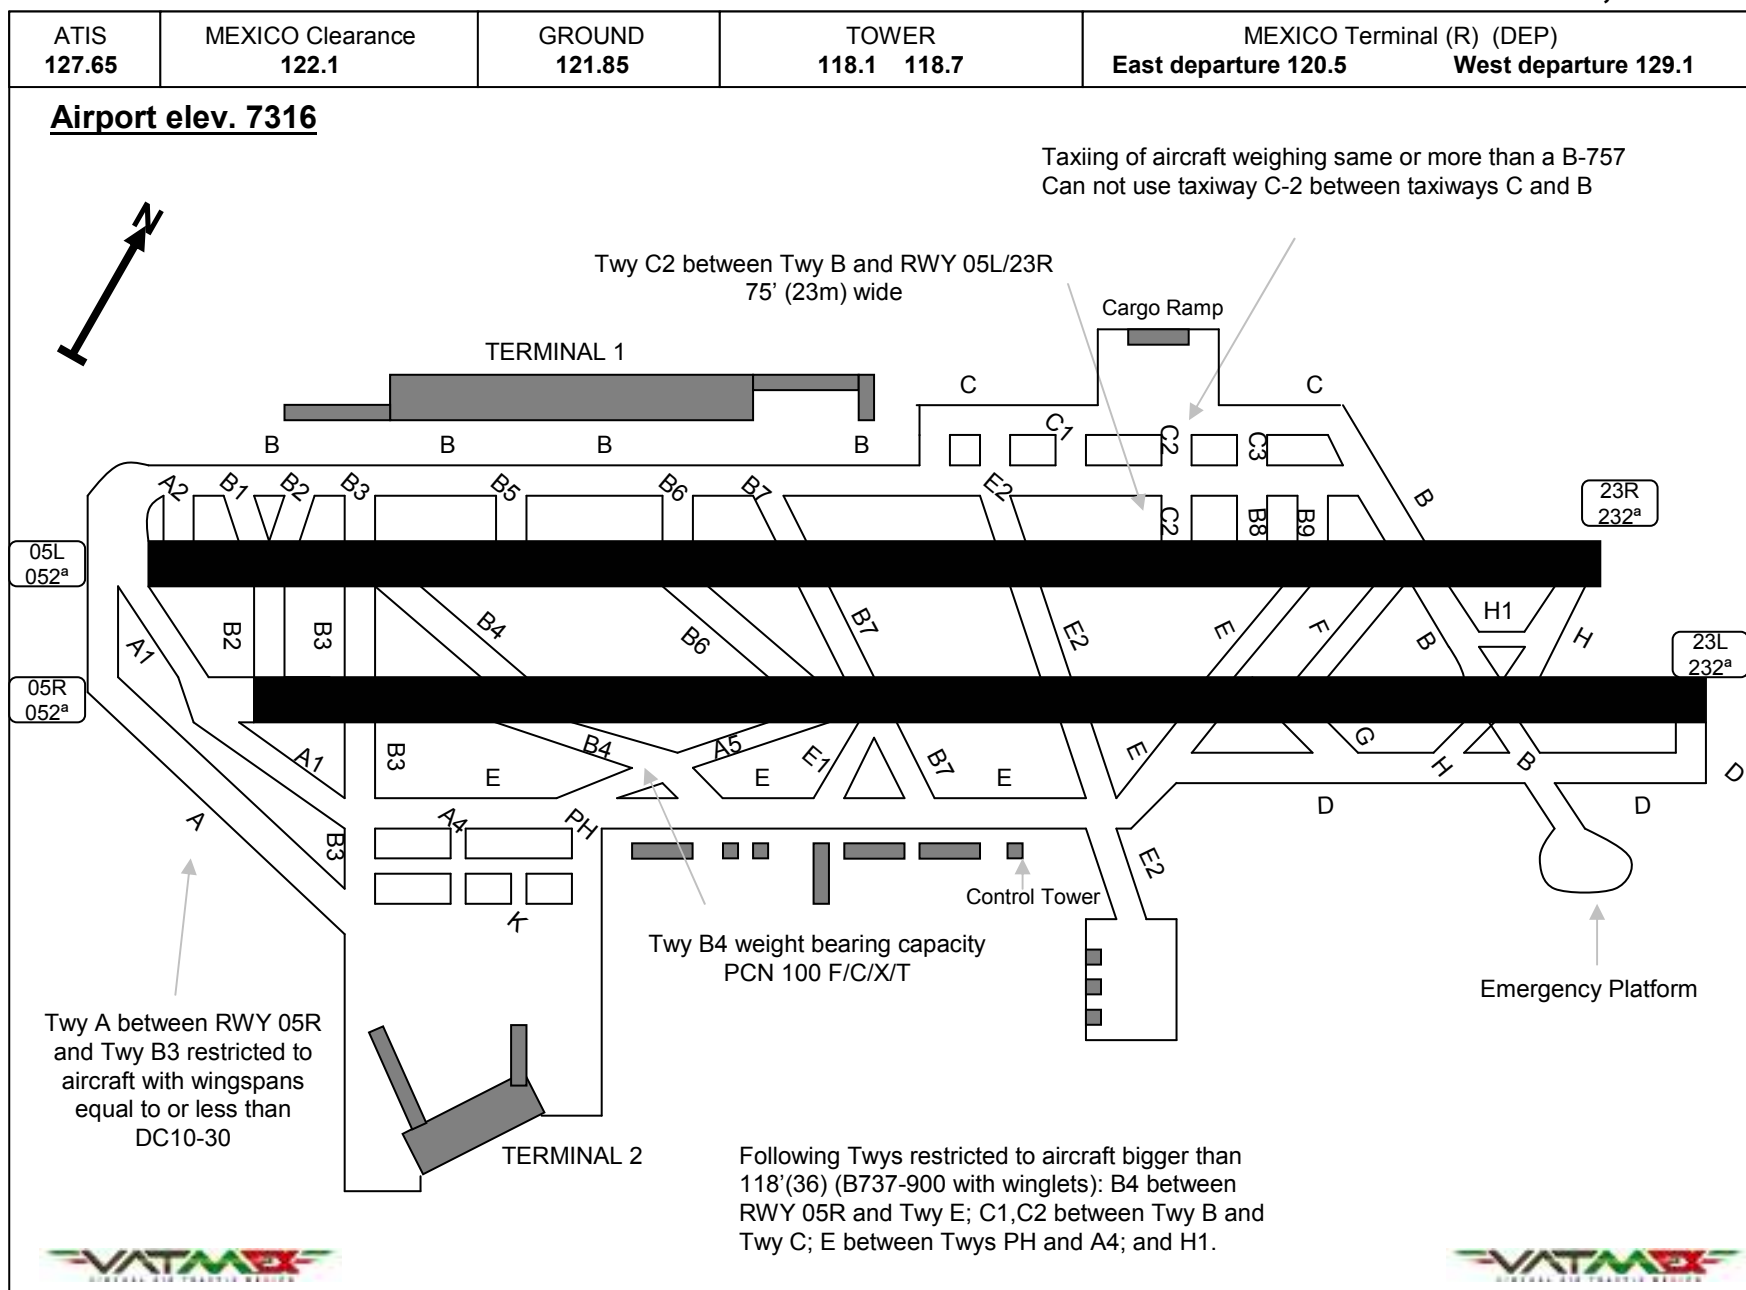 ATIS
127.65
MEXICO Clearance
122.1
GROUND
121.85
TOWER
118.1 118.7
MEXICO Terminal (R) (DEP)
East departure 120.5 West departure 129.1
Airport elev. 7316
Taxiing of aircraft weighing same or more than a B-757
Can not use taxiway C-2 between taxiways C and B
N
Twy C2 between Twy B and RWY 05L/23R
75’ (23m) wide
Cargo Ramp
TERMINAL 1
C
C
B
B
B
B
C1
C2
C3
A2
B1
B2
B3
B5
B6
B7
E2
C2
B8
B9
B
23R
232ª
05L
052ª
A1
B2
B3
B4
B6
B7
E2
E
F
B
H1
H
23L
232ª
05R
052ª
A1
B3
B4
A5
E1
B7
E
G
H
B
D
E
E
E
D
D
A
B3
A4
PH
E2
Control Tower
K
Twy B4 weight bearing capacity
PCN 100 F/C/X/T
Emergency Platform
Twy A between RWY 05R
and Twy B3 restricted to
aircraft with wingspans
equal to or less than
DC10-30
TERMINAL 2
Following Twys restricted to aircraft bigger than
118’(36) (B737-900 with winglets): B4 between
RWY 05R and Twy E; C1,C2 between Twy B and
Twy C; E between Twys PH and A4; and H1.
VATMEX
VATMEX